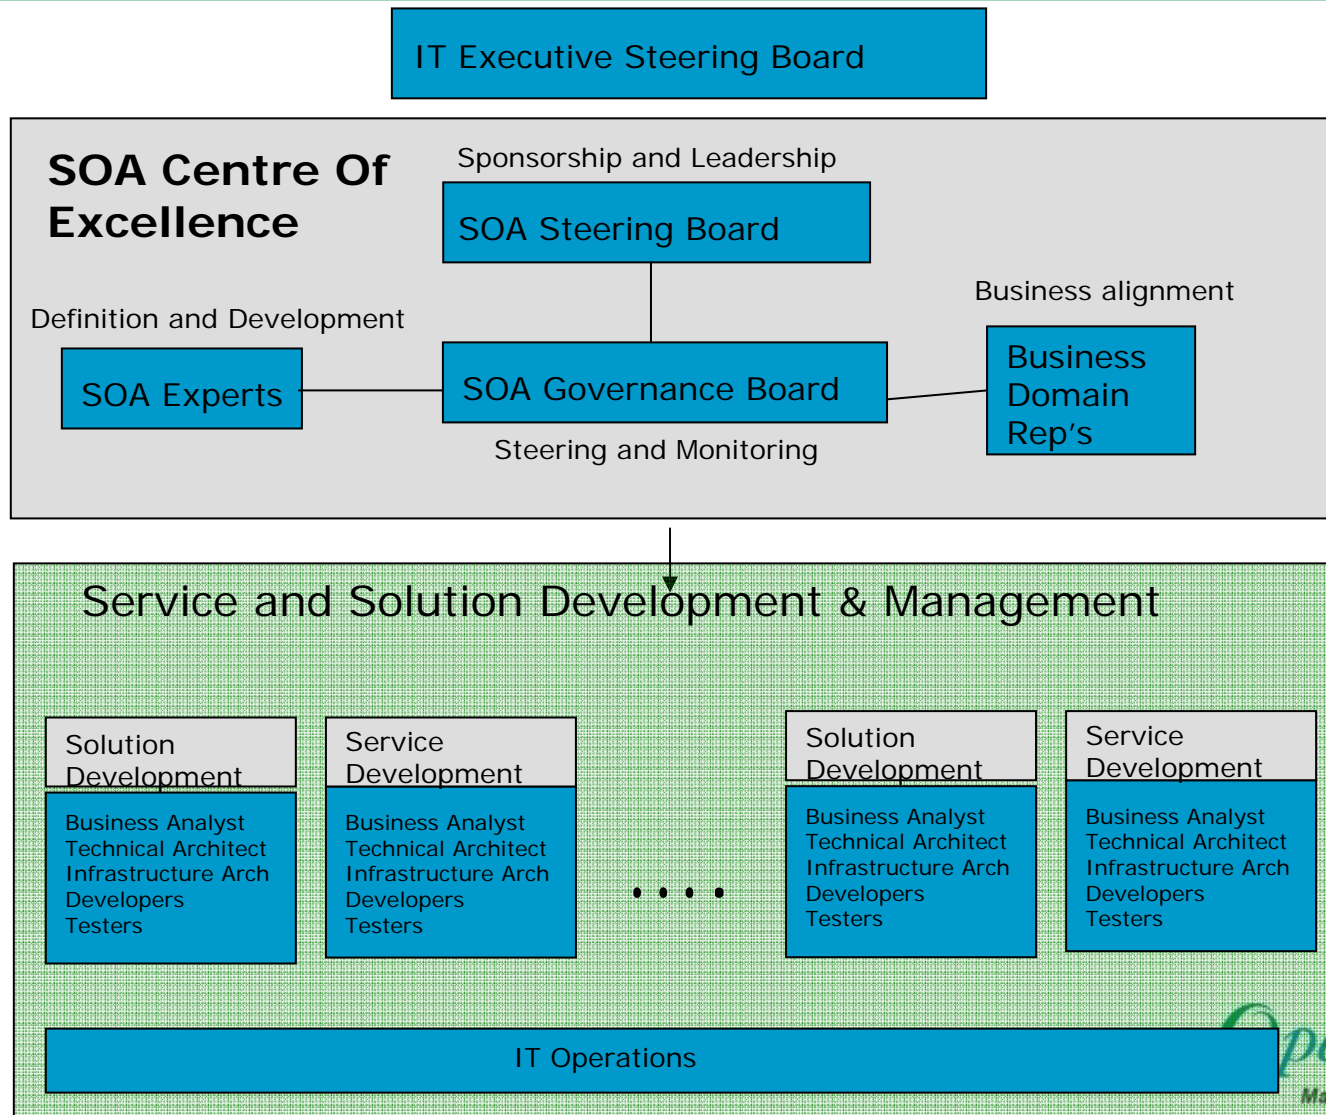 IT Executive Steering Board
SOA Centre Of
Excellence
Sponsorship and Leadership
SOA Steering Board
Business alignment
Definition and Development
Business
Domain
Rep's
SOA Experts
SOA Governance Board
Steering and Monitoring
Service and Solution Development & Management
Solution
Development
Business Analyst
Technical Architect
Infrastructure Arch
Developers
Testers
Service
Development
Business Analyst
Technical Architect
Infrastructure Arch
Developers
Testers
. . . .
Solution
Development
Business Analyst
Technical Architect
Infrastructure Arch
Developers
Testers
Service
Development
Business Analyst
Technical Architect
Infrastructure Arch
Developers
Testers
IT Operations